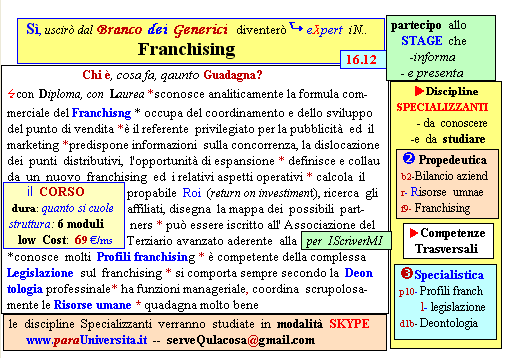 Sì, uscirò dal Branco dei Generici diventerò eXpert iN..
Franchising
16.12
partecipo allo
STAGE che
-informa
- e presenta
Chi è, cosa fa, qaunto Guadagna?
con Diploma, con Laurea *sconosce analiticamente la formula com-
merciale del Franchisng * occupa del coordinamento e dello sviluppo
del punto di vendita *è il referente privilegiato per la pubblicità ed il
marketing *predispone informazioni sulla concorrenza, la dislocazione
dei punti distributivi, l'opportunità di espansione * definisce e collau
da un nuovo franchising ed i relativi aspetti operativi * calcola il
propabile Roi (return on investiment), ricerca gli
affiliati, disegna la mappa dei possibili part-
ners * può essere iscritto all' Associazione del
Terziario avanzato aderente alla
per ISCriverMI
*conosce molti Profili franchising * è competente della complessa
Legislazione sul franchising * si comporta sempre secondo la Deon
tologia professinale* ha funzioni manageriale, coordina scrupolosa-
mente le Risorse umane * quadagna molto bene
il CORSO
dura: quanto si cuole
struttura: 6 moduli
low Cost: 69 €/ms
Discipline
SPECIALIZZANTI
- da conoscere
-e da studiare
2 Propedeutica
b2-Bilancio aziend
r- Risorse umnae
f9- Franchising
Competenze
Trasversali
3 Specialistica
p10- Profili franch
l- legislazione
d1b- Deontologia
le discipline Specializzanti verranno studiate in modalità SKYPE
www.paraUniversita.it -- serveQulacosa@gmail.com